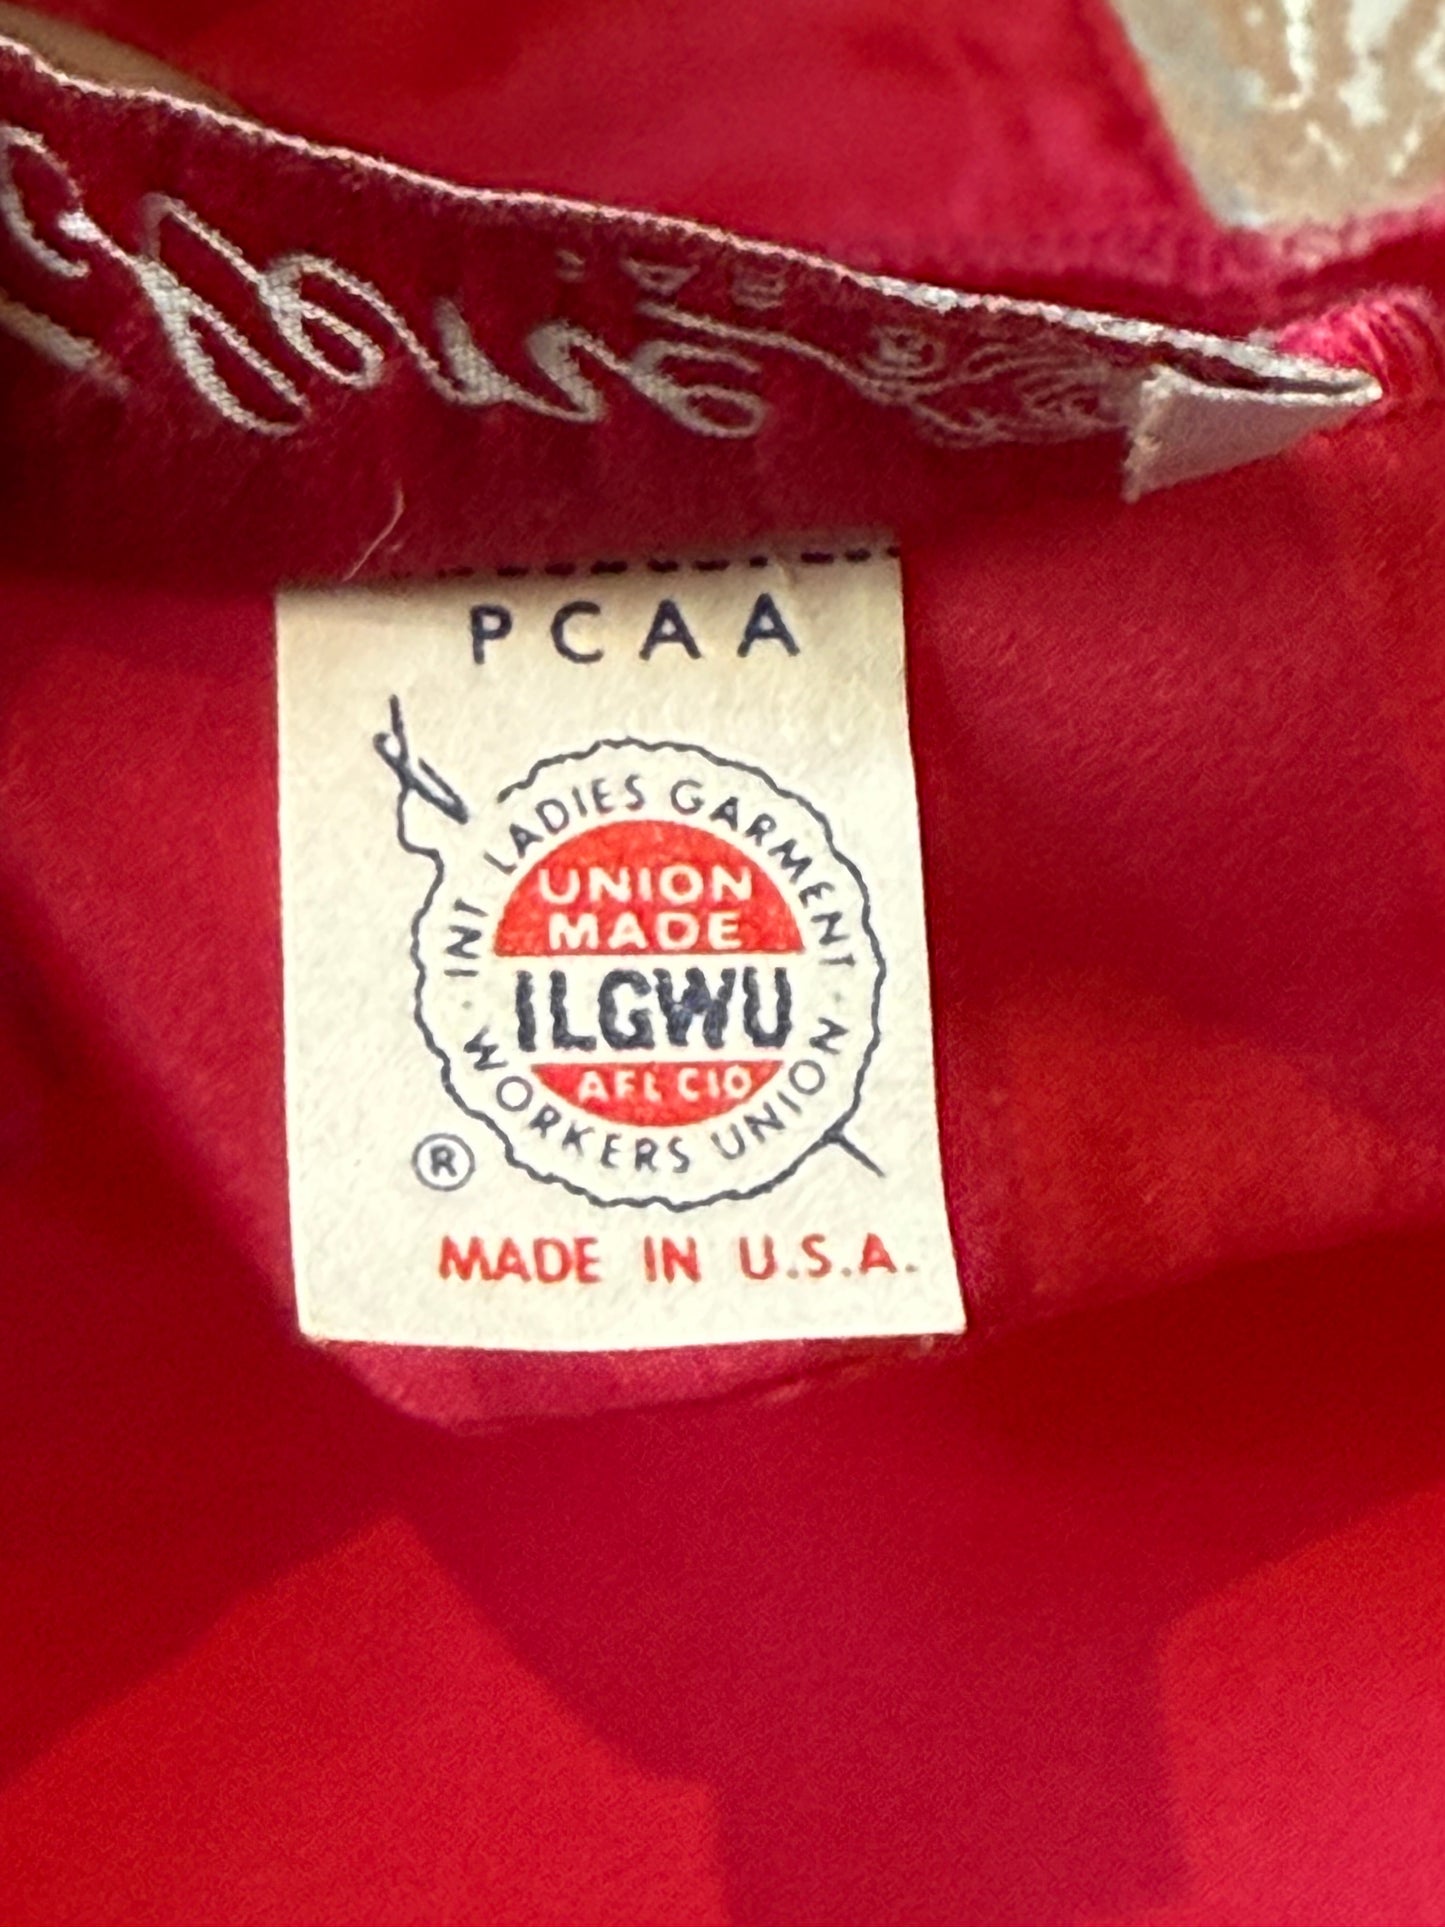 PCAA
INT LADIES GARMENT
UNION
MADE
ILGWU
AFL CIO
WORKERS UNION
®
MADE IN U.S.A.